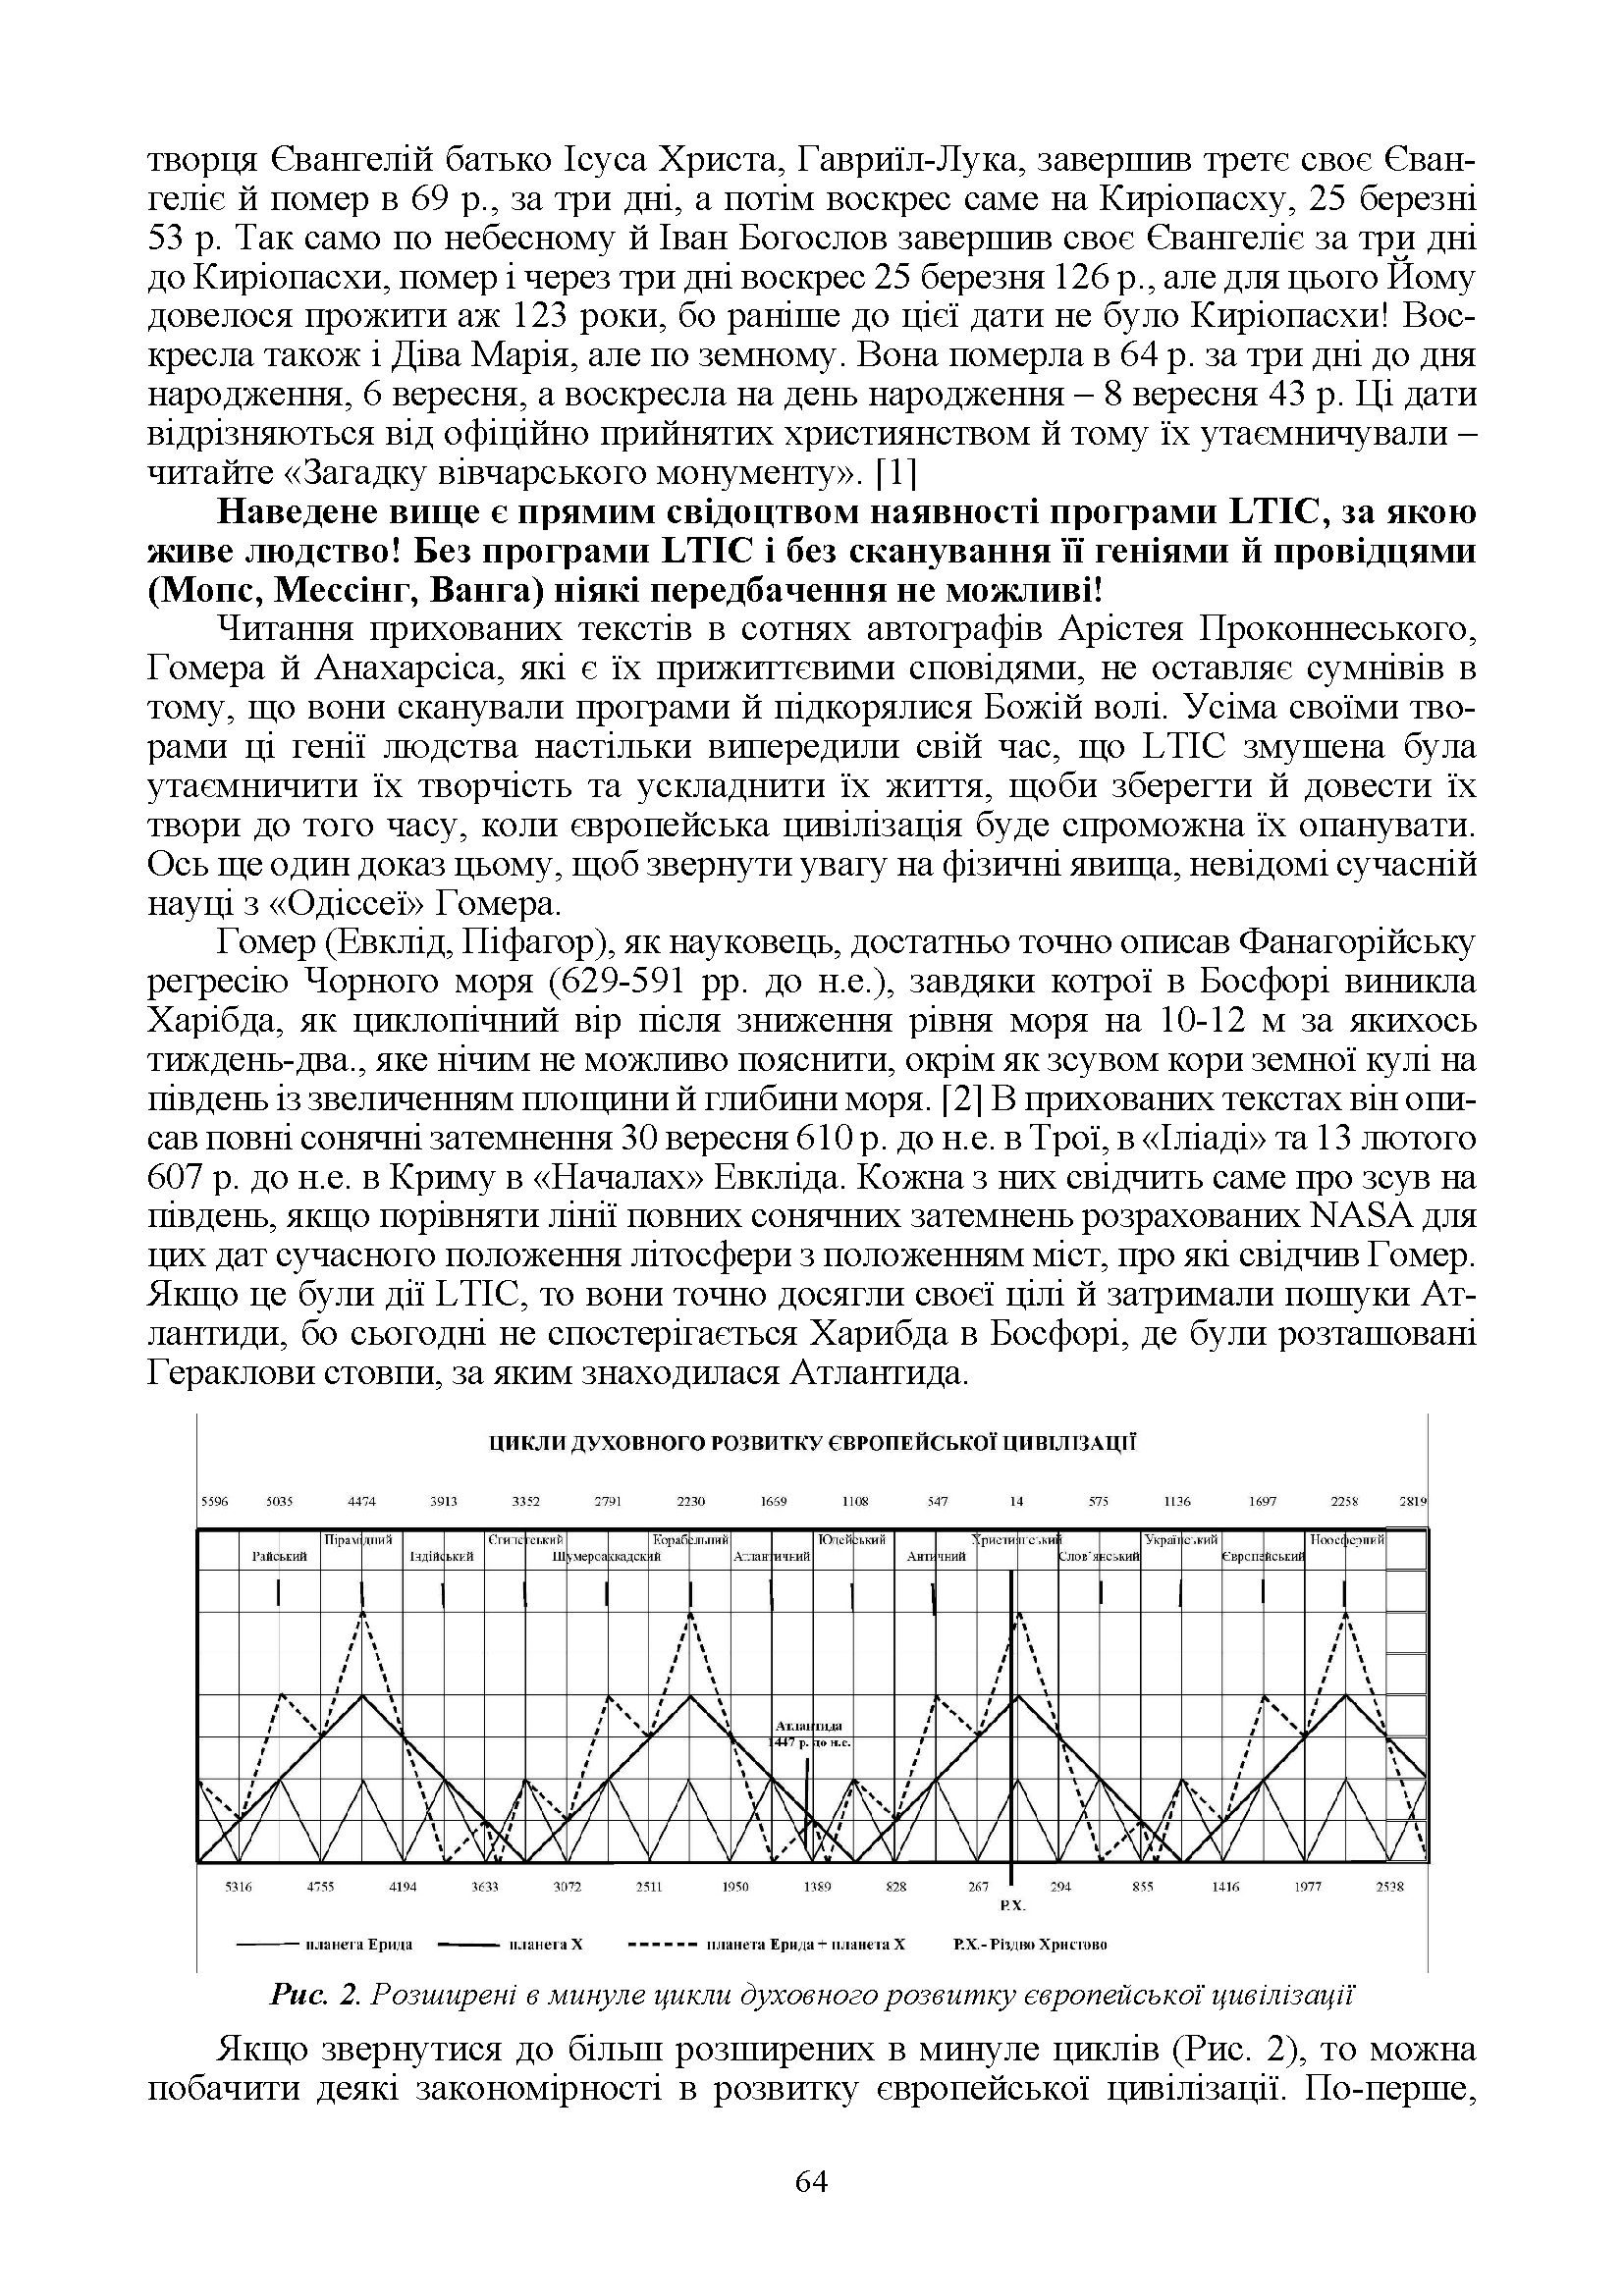 творця Євангелій батько Ісуса Христа, Гавриїл-Лука, завершив третє своє Єван-
геліє й помер в 69 р., за три дні, а потім воскрес саме на Киріопасху, 25 березні
53 р. Так само по небесному й Іван Богослов завершив своє Євангеліє за три дні
до Киріопасхи, помер і через три дні воскрес 25 березня 126 р., але для цього Йому
довелося прожити аж 123 роки, бо раніше до цієї дати не було Киріопасхи! Вос-
кресла також і Діва Марія, але по земному. Вона померла в 64 р. за три дні до дня
народження, 6 вересня, а воскресла на день народження – 8 вересня 43 р. Ці дати
відрізняються від офіційно прийнятих християнством й тому їх утаємничували –
читайте «Загадку вівчарського монументу». [1]
Наведене вище є прямим свідоцтвом наявності програми LTIC, за якою
живе людство! Без програми LTIC і без сканування її геніями й провідцями
(Мопс, Мессінг, Ванга) ніякі передбачення не можливі!
Читання прихованих текстів в сотнях автографів Арістея Проконнеського,
Гомера й Анахарсіса, які є їх прижиттєвими сповідями, не оставляє сумнівів в
тому, що вони сканували програми й підкорялися Божій волі. Усіма своїми тво-
рами ці генії людства настільки випередили свій час, що LTIC змушена була
утаємничити їх творчість та ускладнити їх життя, щоби зберегти й довести їх
твори до того часу, коли європейська цивілізація буде спроможна їх опанувати.
Ось ще один доказ цьому, щоб звернути увагу на фізичні явища, невідомі сучасній
науці з «Одіссеї» Гомера.
Гомер (Евклід, Піфагор), як науковець, достатньо точно описав Фанагорійську
регресію Чорного моря (629-591 рр. до н.е.), завдяки котрої в Босфорі виникла
Харібда, як циклопічний вір після зниження рівня моря на 10-12 м за якихось
тиждень-два., яке нічим не можливо пояснити, окрім як зсувом кори земної кулі на
південь із звеличенням площини й глибини моря. [2] В прихованих текстах він опи-
сав повні сонячні затемнення 30 вересня 610 р. до н.е. в Трої, в «Іліаді» та 13 лютого
607 р. до н.е. в Криму в «Началах» Евкліда. Кожна з них свідчить саме про зсув на
південь, якщо порівняти лінії повних сонячних затемнень розрахованих NASA для
цих дат сучасного положення літосфери з положенням міст, про які свідчив Гомер.
Якщо це були дії LTIC, то вони точно досягли своєї цілі й затримали пошуки Ат-
лантиди, бо сьогодні не спостерігається Харибда в Босфорі, де були розташовані
Гераклови стовпи, за яким знаходилася Атлантида.
ЦИКЛИ ДУХОВНОГО РОЗВИТКУ ЄВРОПЕЙСЬКОЇ ЦИВІЛІЗАЦІЇ
5596 5035 4474 3913 3352 2791 2230 1669 1108 547 14 575 1136 1697 2258 2819
Пірамідний Єгипетський Корабельний Юдейський Християнський Український Ноосферний
Райський Індійський Шумероаккадский Атлантичний Античний Слов'янський Європейський
Атлантида
1447 р. до н.е.
5316 4755 4194 3633 3072 2511 1950 1389 828 267 294 855 1416 1977 2538
Р.Х.
планета Ерида планета Х планета Ерида + планета Х Р.Х.- Різдво Христово
Рис. 2. Розширені в минуле цикли духовного розвитку європейської цивілізації
Якщо звернутися до більш розширених в минуле циклів (Рис. 2), то можна
побачити деякі закономірності в розвитку європейської цивілізації. По-перше,
64